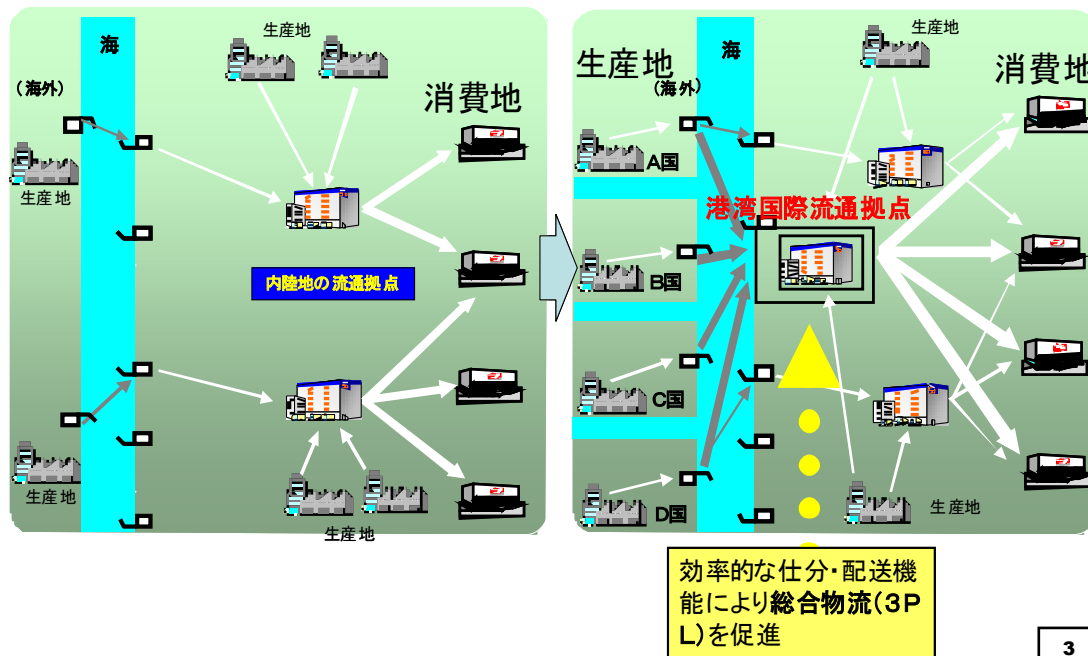 海
(海外)
生産地
消費地
生産地
内陸地の流通拠点
生産地
生産地
生産地
(海外)
海
生産地
消費地
A国
港湾国際流通拠点
B国
C国
D国
生産地
効率的な仕分・配送機
能により総合物流(3P
L)を促進
3